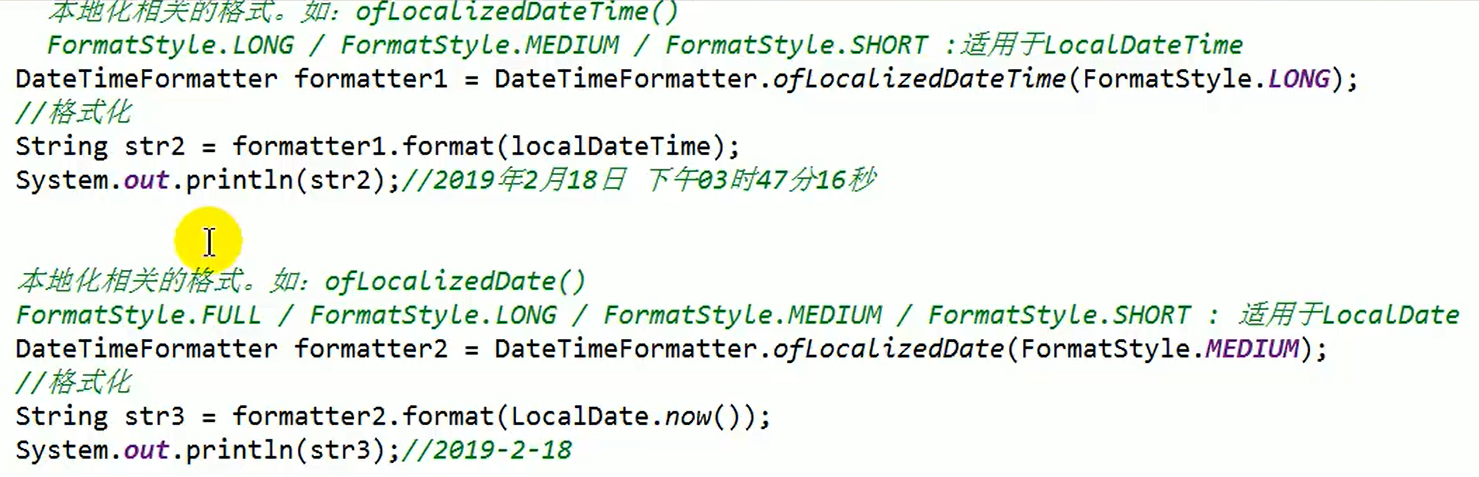 本地化相关的格式。如：ofLocalizedDateTime()
FormatStyle.LONG / FormatStyle.MEDIUM / FormatStyle.SHORT :适用于LocalDateTime
DateTimeFormatter formatter1 = DateTimeFormatter.ofLocalizedDateTime(FormatStyle.LONG);
//格式化
String str2 = formatter1.format(localDateTime);
System.out.println(str2);//2019年2月18日 下午03时47分16秒
本地化相关的格式。如：ofLocalizedDate()
FormatStyle.FULL / FormatStyle.LONG / FormatStyle.MEDIUM / FormatStyle.SHORT : 适用于LocalDate
DateTimeFormatter formatter2 = DateTimeFormatter.ofLocalizedDate(FormatStyle.MEDIUM);
//格式化
String str3 = formatter2.format(LocalDate.now());
System.out.println(str3);//2019-2-18